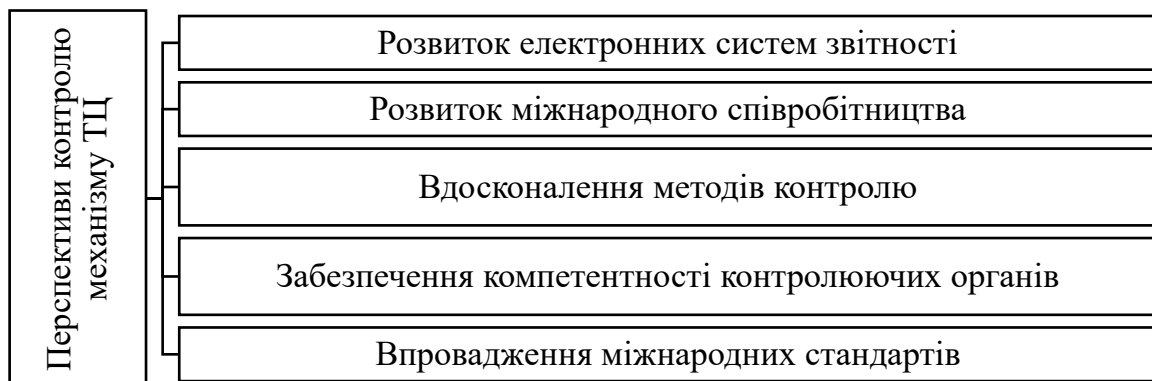 Перспективи контролю
механізму ТЦ
Розвиток електронних систем звітності
Розвиток міжнародного співробітництва
Вдосконалення методів контролю
Забезпечення компетентності контролюючих органів
Впровадження міжнародних стандартів